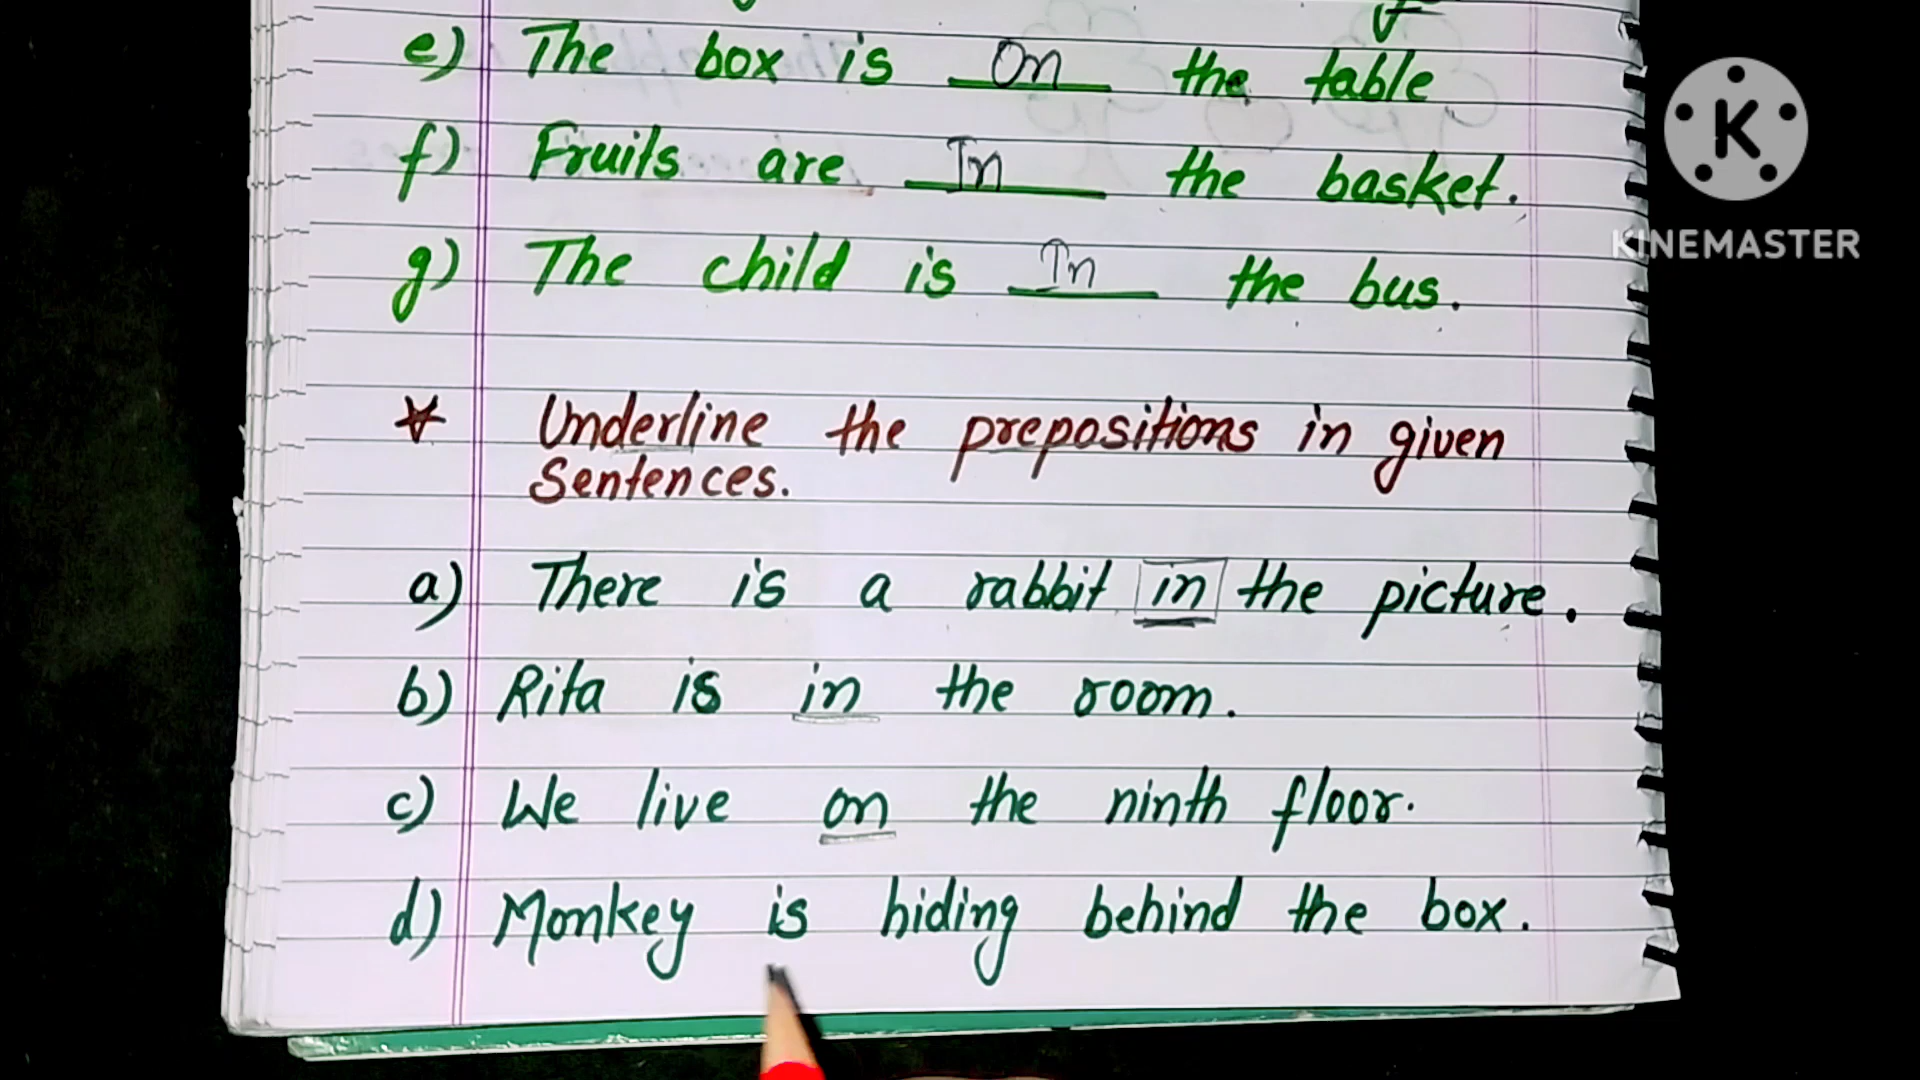 e) The box is On the table
f) Fruits are In the basket.
g) The child is In the bus.
* Underline the prepositions in given
Sentences.
a) There is a rabbit in the picture.
b) Rita is in the room.
c) We live on the ninth floor.
d) Monkey is hiding behind the box.
K
KINEMASTER